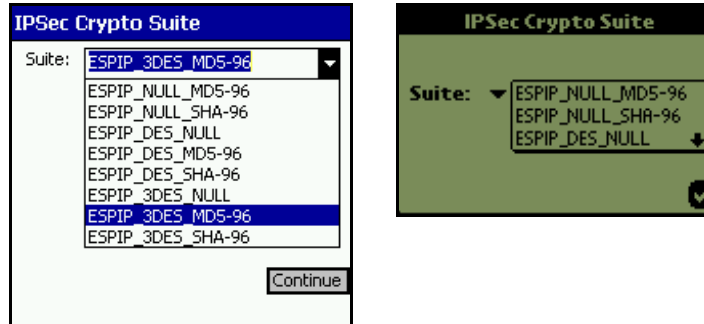 IPSec Crypto Suite
Suite: ESPIP_3DES_MD5-96
ESPIP_NULL_MD5-96
ESPIP_NULL_SHA-96
ESPIP_DES_NULL
ESPIP_DES_MD5-96
ESPIP_DES_SHA-96
ESPIP_3DES_NULL
ESPIP_3DES_MD5-96
ESPIP_3DES_SHA-96
Continue
IPSec Crypto Suite
Suite: ESPIP_NULL_MD5-96
ESPIP_NULL_SHA-96
ESPIP_DES_NULL